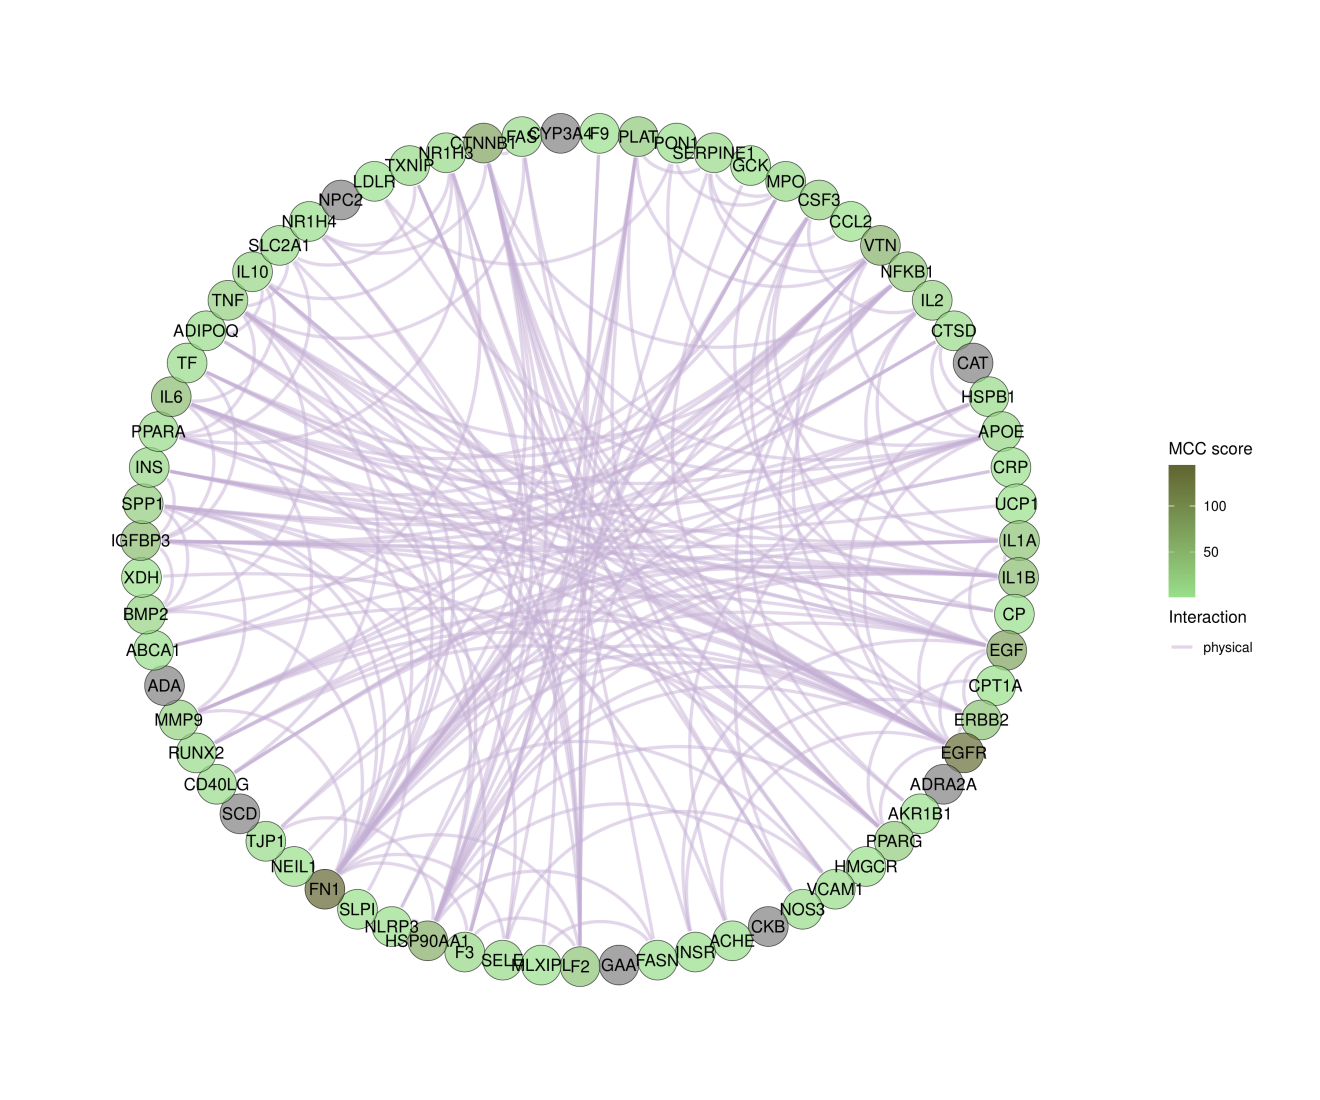 CTNNB1
FAS
CYP3A4
F9
PLAT
PON1
SERPINE1
GCK
MPO
CSF3
CCL2
VTN
NFKB1
IL2
CTSD
CAT
HSPB1
APOE
CRP
UCP1
IL1A
IL1B
CP
EGF
CPT1A
ERBB2
EGFR
ADRA2A
AKR1B1
PPARG
HMGCR
VCAM1
NOS3
CKB
ACHE
INSR
FASN
GAA
F2
MLXIPL
SELE
F3
HSP90AA1
NLRP3
SLPI
FN1
NEIL1
TJP1
SCD
CD40LG
RUNX2
MMP9
ADA
ABCA1
BMP2
XDH
IGFBP3
SPP1
INS
PPARA
IL6
TF
ADIPOQ
TNF
IL10
SLC2A1
NR1H4
NPC2
LDLR
TXNIP
NR1H3
MCC score
100
50
Interaction
physical